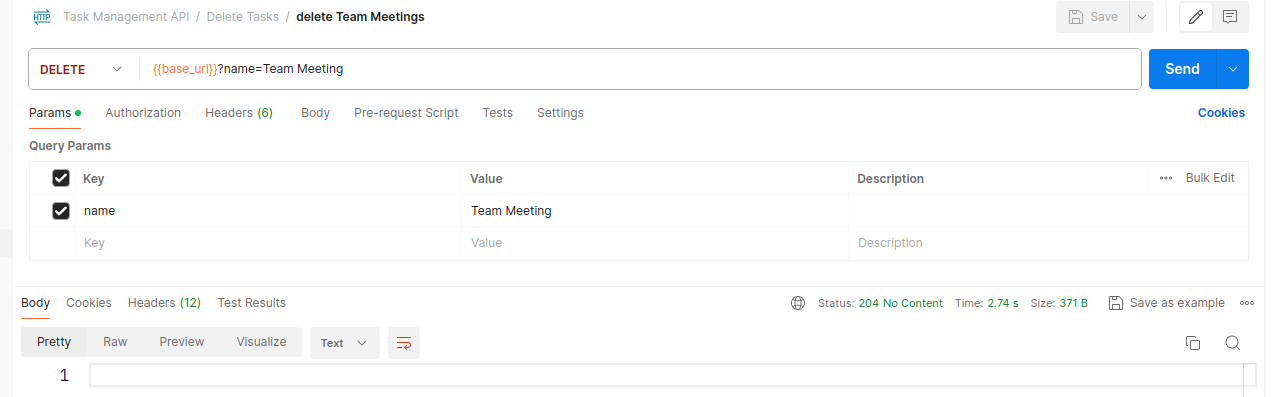 HTTP Task Management API / Delete Tasks / delete Team Meetings Save
DELETE {{base_url}}?name=Team Meeting Send
Params Authorization Headers (6) Body Pre-request Script Tests Settings Cookies
Query Params
Key Value Description Bulk Edit
name Team Meeting
Key Value Description
Body Cookies Headers (12) Test Results Status: 204 No Content Time: 2.74 s Size: 371 B Save as example
Pretty Raw Preview Visualize Text
1